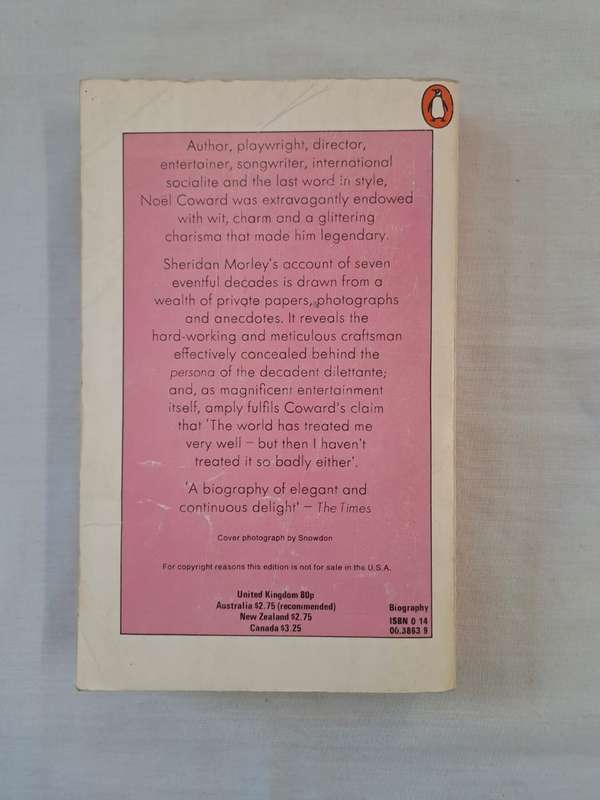 Author, playwright, director,
entertainer, songwriter, international
socialite and the last word in style,
Noël Coward was extravagantly endowed
with wit, charm and a glittering
charisma that made him legendary.
Sheridan Morley's account of seven
eventful decades is drawn from a
wealth of private papers, photographs
and anecdotes. It reveals the
hard-working and meticulous craftsman
effectively concealed behind the
persona of the decadent dilettante;
and, as magnificent entertainment
itself, amply fulfils Coward's claim
that 'The world has treated me
very well – but then I haven't
treated it so badly either'.
'A biography of elegant and
continuous delight' – The Times
Cover photograph by Snowdon
For copyright reasons this edition is not for sale in the U.S.A.
United Kingdom 80p
Australia $2.75 (recommended)
New Zealand $2.75
Canada $3.25
Biography
ISBN 0 14
00.3863 9